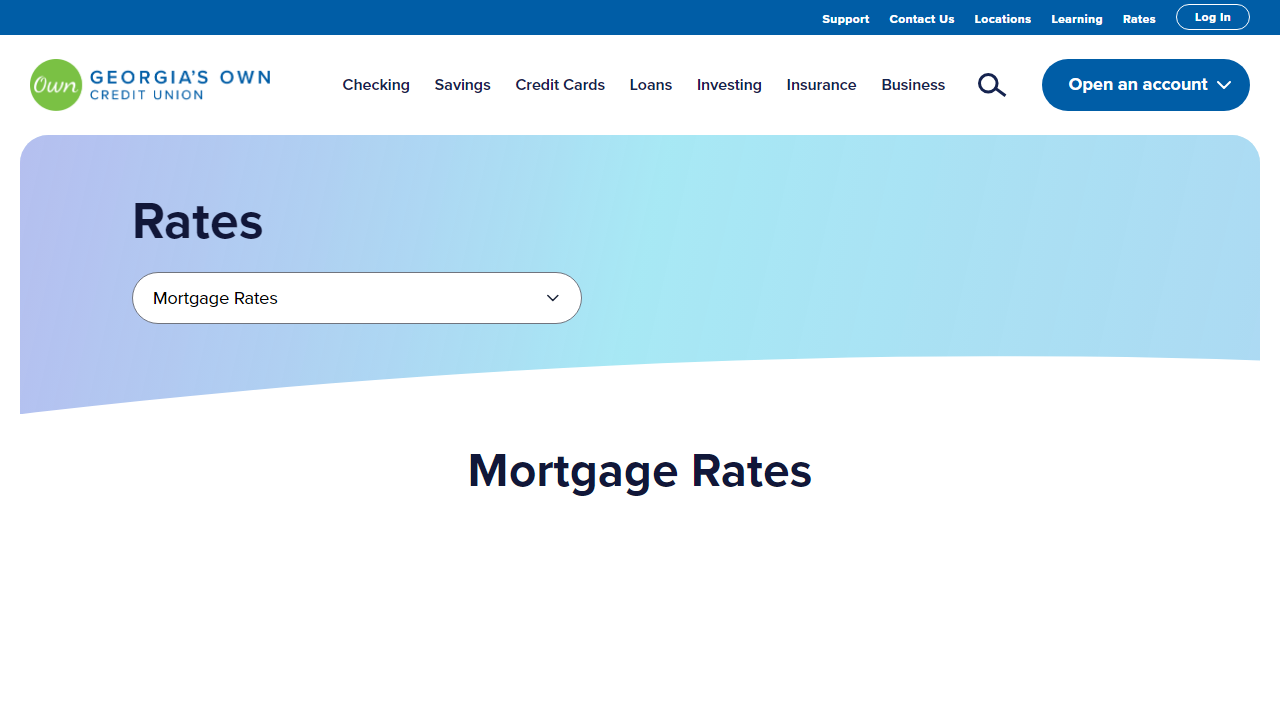 Support Contact Us Locations Learning Rates Log In
Own GEORGIA'S OWN
CREDIT UNION
Checking Savings Credit Cards Loans Investing Insurance Business Open an account
Rates
Mortgage Rates
Mortgage Rates